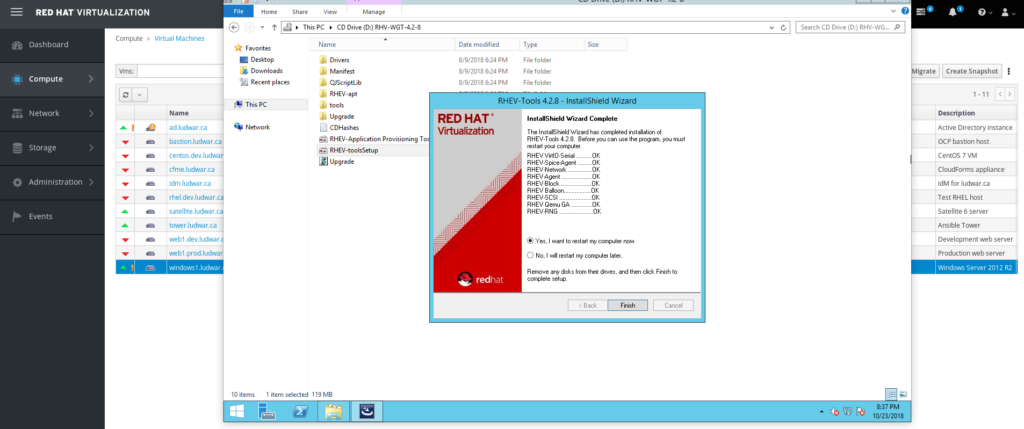 RED HAT VIRTUALIZATION
Dashboard
Compute
Network
Storage
Administration
Events
Compute » Virtual Machines
Vms:
Migrate
Create Snapshot
1 - 11
Name
Description
ad.ludwar.ca
Active Directory instance
bastion.ludwar.ca
OCP bastion host
centos.dev.ludwar.ca
CentOS 7 VM
cfme.ludwar.ca
CloudForms appliance
idm.ludwar.ca
idM for ludwar.ca
rhel.dev.ludwar.ca
Test RHEL host
satellite.ludwar.ca
Satellite 6 server
tower.ludwar.ca
Ansible Tower
web1.dev.ludwar.ca
Development web server
web1.prod.ludwar.ca
Production web server
windows1.ludwar.
Windows Server 2012 R2
CD Drive (D:) RHV-WGT-4.2-8
File
Home
Share
View
Manage
This PC
CD Drive (D:) RHV-WGT-4.2-8
Search CD Drive (D:) RHV-WG...
Favorites
Desktop
Downloads
Recent places
This PC
Network
Name
Date modified
Type
Size
Drivers
8/9/2018 6:24 PM
File folder
Manifest
8/9/2018 6:24 PM
File folder
QJScriptLib
8/9/2018 6:24 PM
File folder
RHEV-apt
File folder
tools
Upgrade
CDHashes
RHEV-Application Provisioning Too
RHEV-toolsSetup
Upgrade
RHEV-Tools 4.2.8 - InstallShield Wizard
RED HAT
Virtualization
redhat
InstallShield Wizard Complete
The InstallShield Wizard has completed installation of
RHEV-Tools 4.2.8. Before you can use the program, you must
restart your computer.
RHEV VirtIO-Serial ........OK
RHEV-Spice-Agent ........OK
RHEV-Network ..............OK
RHEV-Agent..................OK
RHEV-Block...................OK
RHEV Balloon................OK
RHEV-SCSI ...................OK
RHEV Qemu GA ............OK
RHEV-RNG ...................OK
Yes, I want to restart my computer now.
No, I will restart my computer later.
Remove any disks from their drives, and then click Finish to
complete setup.
< Back
Finish
Cancel
10 items
1 item selected 119 MB
8:37 PM
10/23/2018